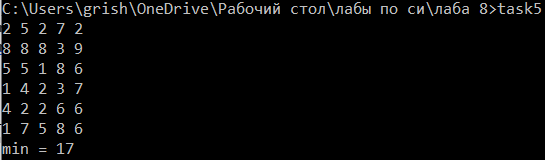 C:\Users\grish\OneDrive\Рабочий стол\лабы по си\лаба 8>task5
2 5 2 7 2
8 8 8 3 9
5 5 1 8 6
1 4 2 3 7
4 2 2 6 6
1 7 5 8 6
min = 17